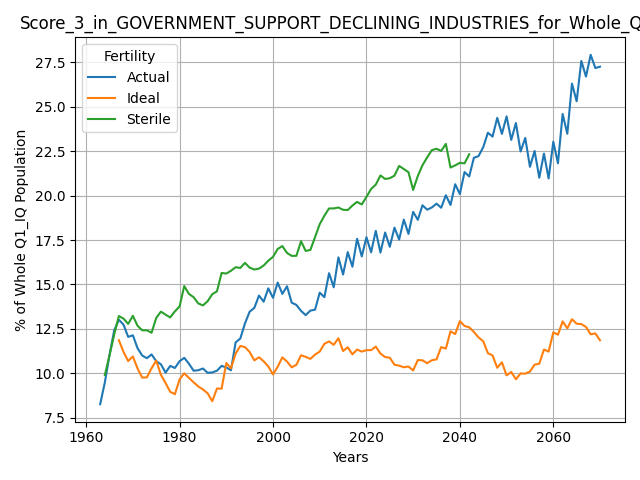 Score_3_in_GOVERNMENT_SUPPORT_DECLINING_INDUSTRIES_for_Whole_Q
Fertility
Actual
Ideal
Sterile
% of Whole Q1_IQ Population
27.5
25.0
22.5
20.0
17.5
15.0
12.5
10.0
7.5
1960 1980 2000 2020 2040 2060
Years